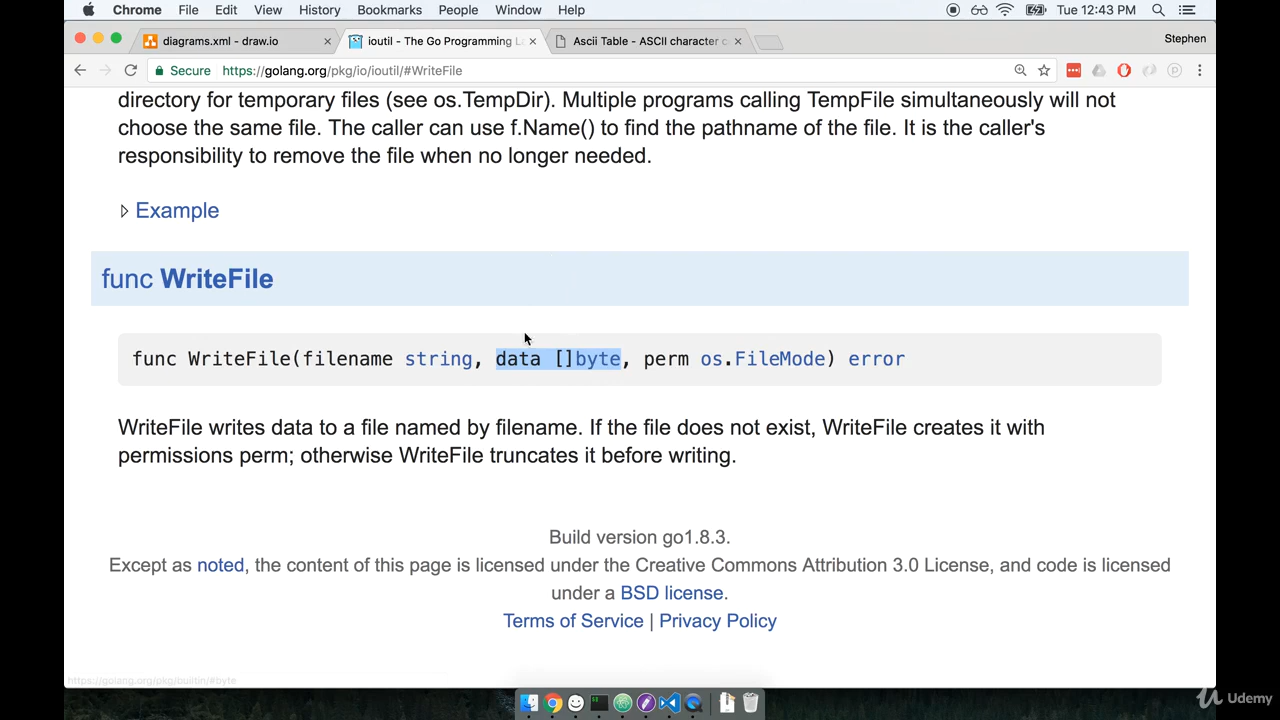 Chrome File Edit View History Bookmarks People Window Help Tue 12:43 PM
diagrams.xml - draw.io ioutil - The Go Programming L Ascii Table - ASCII character c Stephen
Secure https://golang.org/pkg/io/ioutil/#WriteFile
directory for temporary files (see os.TempDir). Multiple programs calling TempFile simultaneously will not
choose the same file. The caller can use f.Name() to find the pathname of the file. It is the caller's
responsibility to remove the file when no longer needed.
Example
func WriteFile
func WriteFile(filename string, data []byte, perm os.FileMode) error
WriteFile writes data to a file named by filename. If the file does not exist, WriteFile creates it with
permissions perm; otherwise WriteFile truncates it before writing.
Build version go1.8.3.
Except as noted, the content of this page is licensed under the Creative Commons Attribution 3.0 License, and code is licensed
under a BSD license.
Terms of Service | Privacy Policy
https://golang.org/pkg/builtin/#byte
Udemy